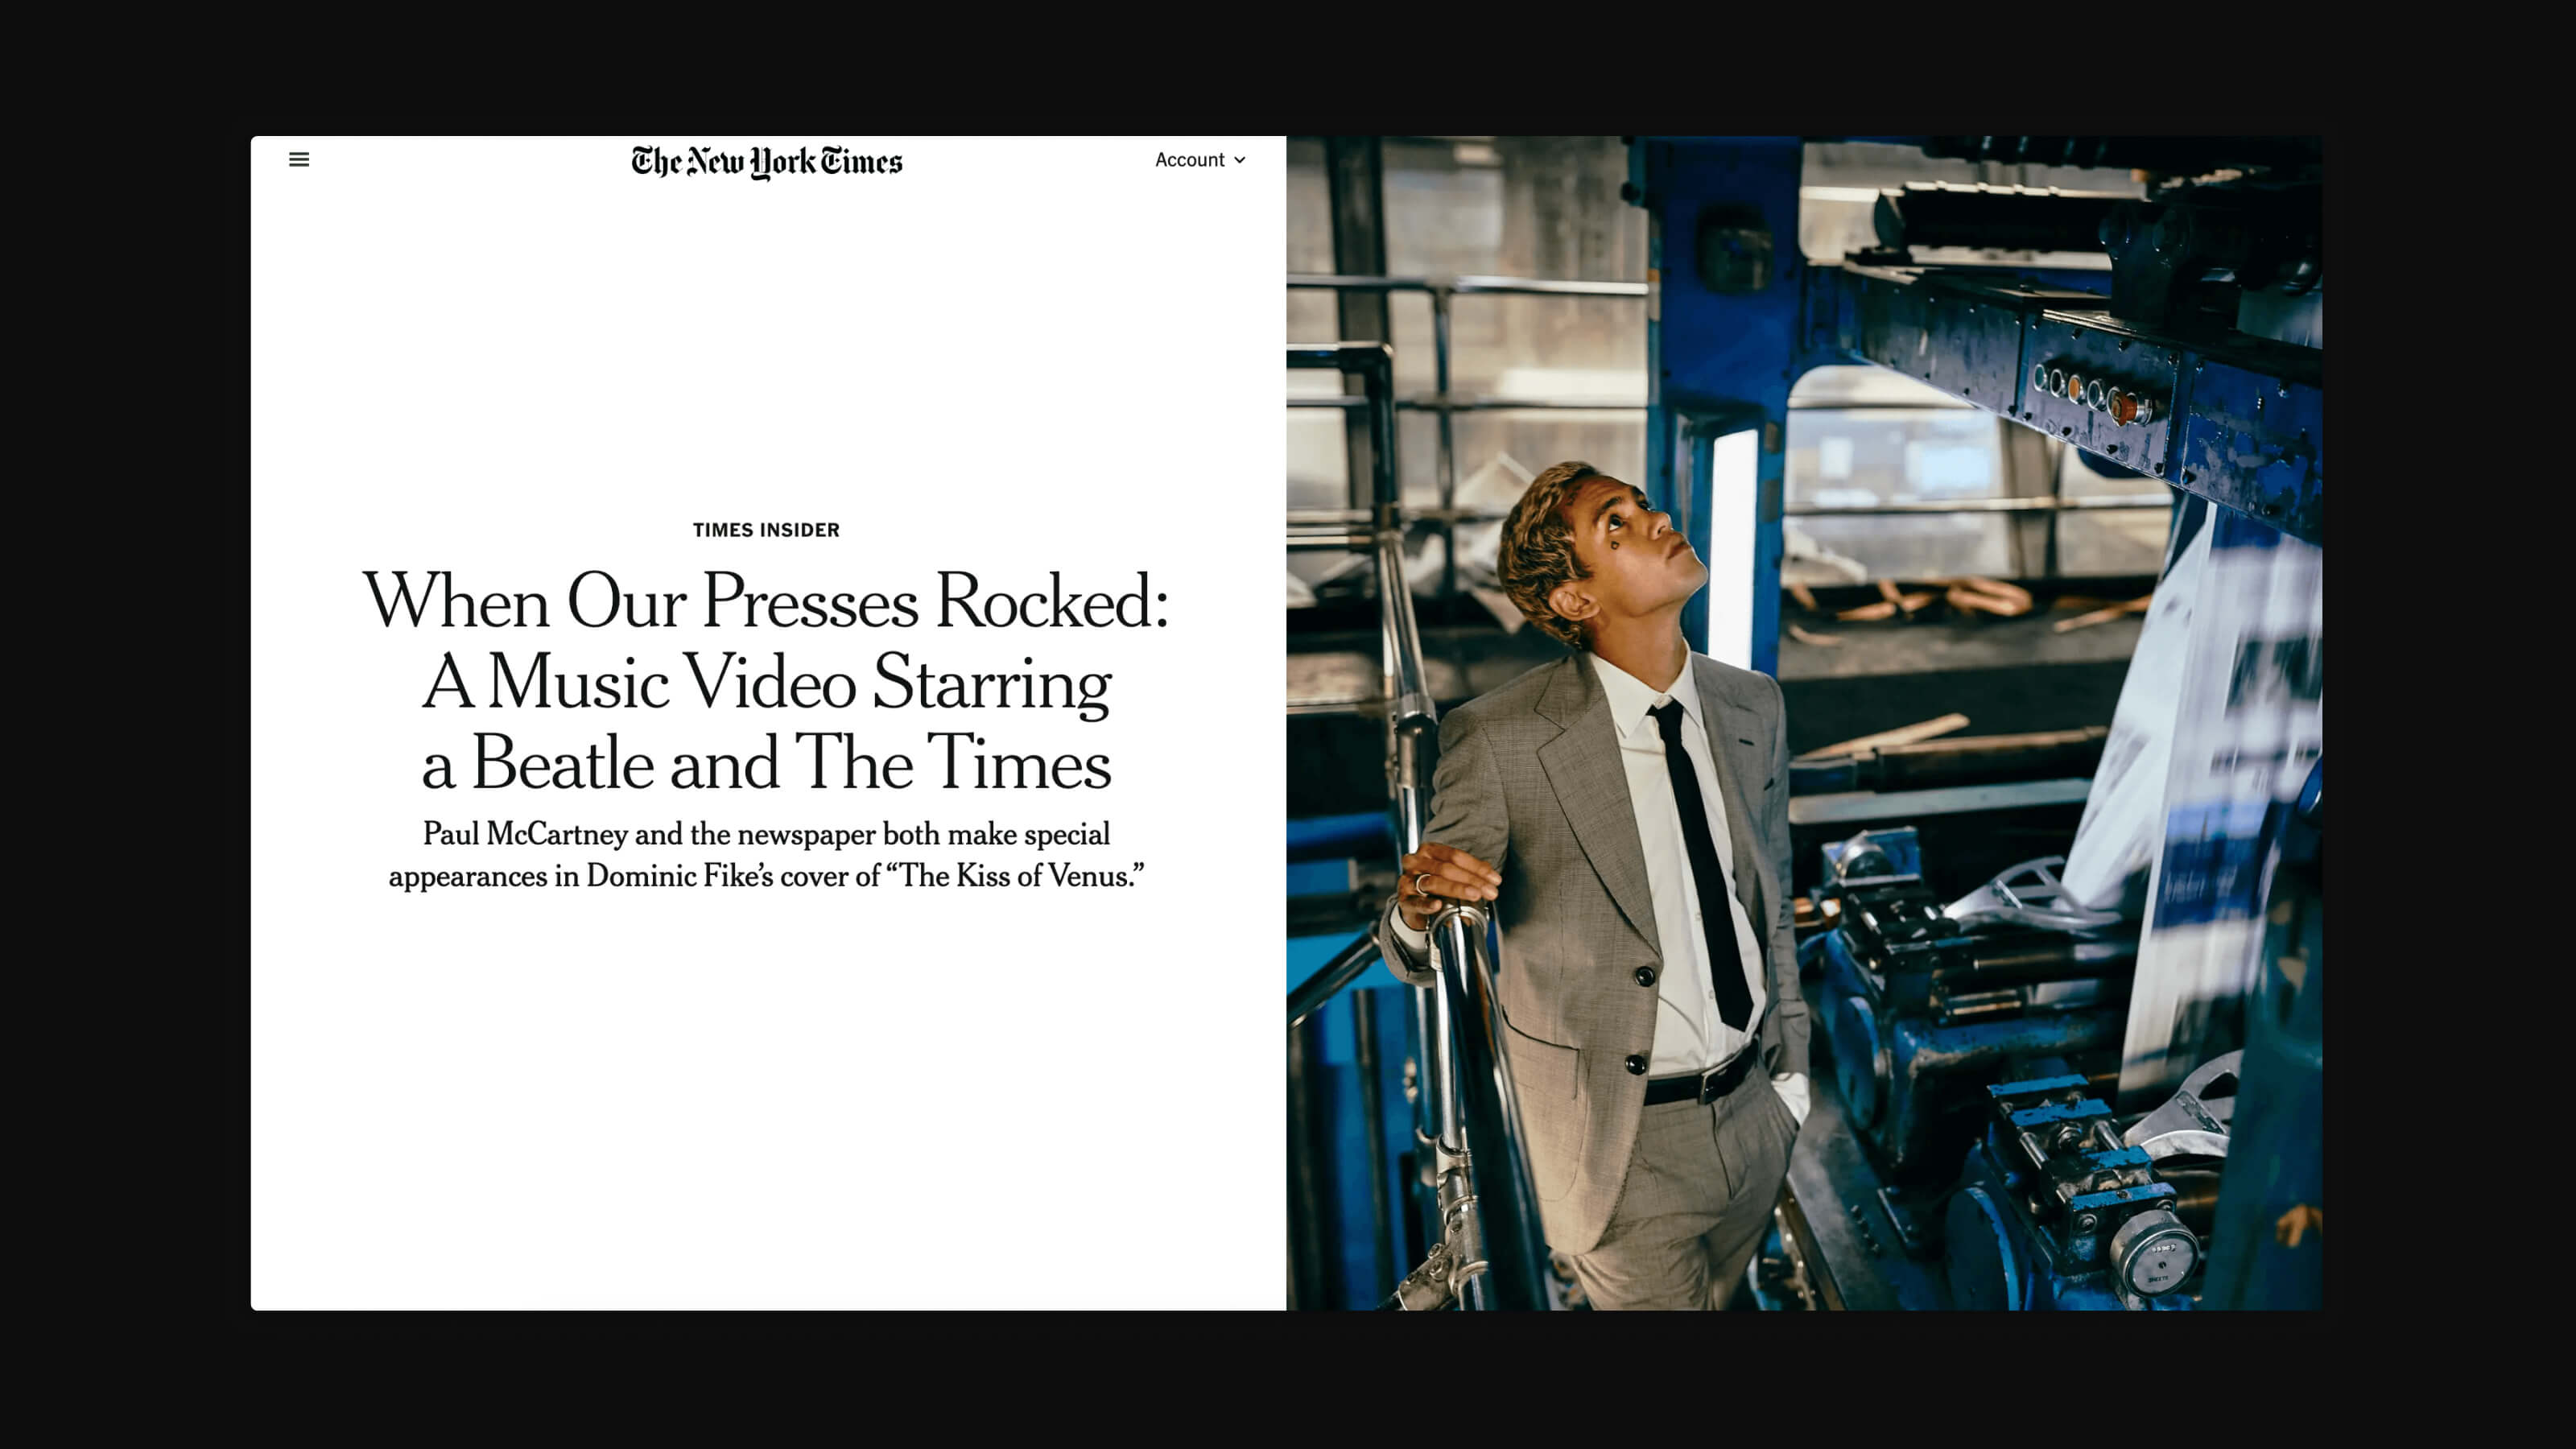 The New York Times
Account
TIMES INSIDER
When Our Presses Rocked:
A Music Video Starring
a Beatle and The Times
Paul McCartney and the newspaper both make special
appearances in Dominic Fike’s cover of “The Kiss of Venus.”